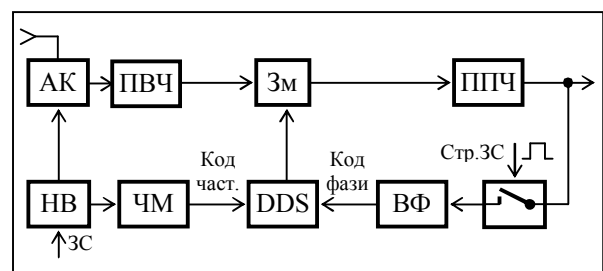 АК
ПВЧ
Зм
ППЧ
Стр.ЗС
Код
част.
Код
фази
НВ
ЧМ
DDS
ВФ
ЗС